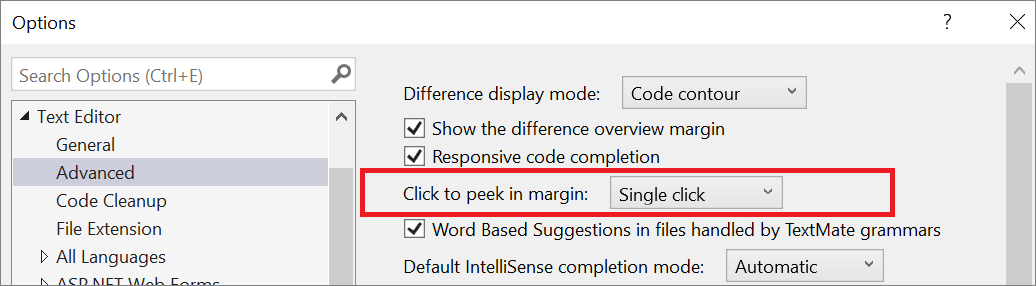 Options
?
Search Options (Ctrl+E)
Text Editor
General
Advanced
Code Cleanup
File Extension
All Languages
ASP.NET Web Forms
Difference display mode: Code contour
Show the difference overview margin
Responsive code completion
Click to peek in margin: Single click
Word Based Suggestions in files handled by TextMate grammars
Default IntelliSense completion mode: Automatic